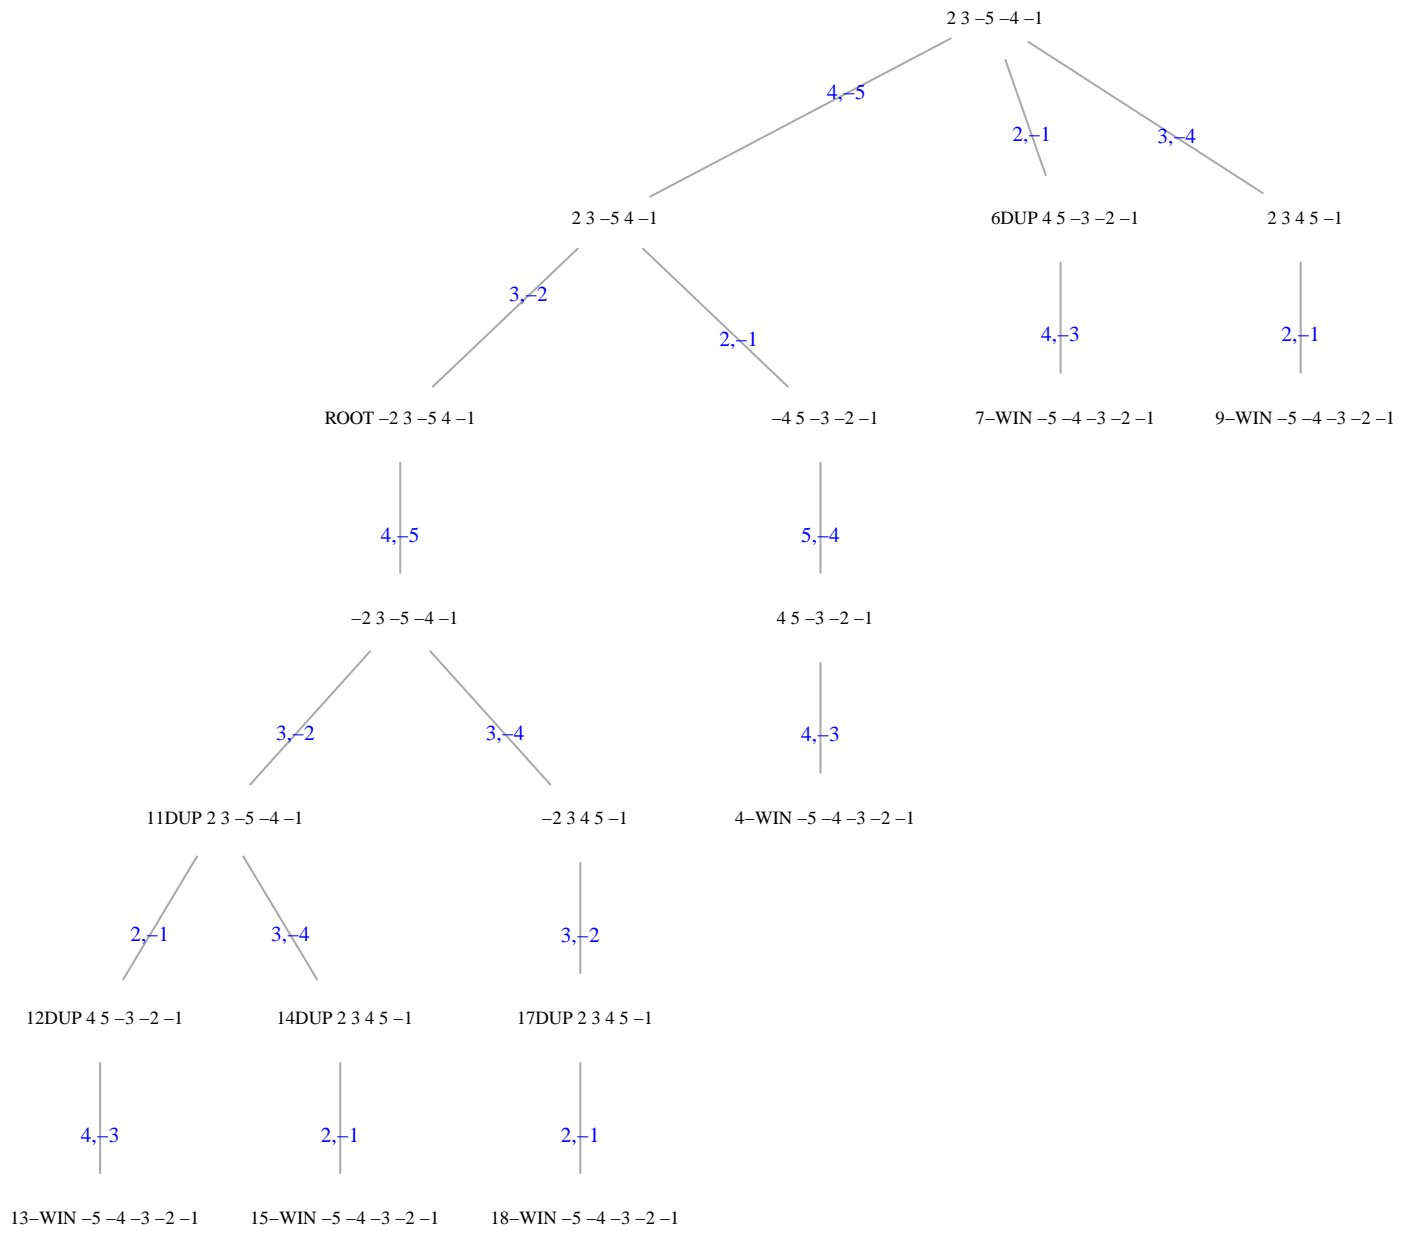 2 3 –5 –4 –1
4,–5
2,–1
3,–4
2 3 –5 4 –1
6DUP 4 5 –3 –2 –1
2 3 4 5 –1
3,–2
2,–1
4,–3
2,–1
ROOT –2 3 –5 4 –1
–4 5 –3 –2 –1
7–WIN –5 –4 –3 –2 –1
9–WIN –5 –4 –3 –2 –1
4,–5
5,–4
–2 3 –5 –4 –1
4 5 –3 –2 –1
3,–2
3,–4
4,–3
11DUP 2 3 –5 –4 –1
–2 3 4 5 –1
4–WIN –5 –4 –3 –2 –1
2,–1
3,–4
3,–2
12DUP 4 5 –3 –2 –1
14DUP 2 3 4 5 –1
17DUP 2 3 4 5 –1
4,–3
2,–1
2,–1
13–WIN –5 –4 –3 –2 –1
15–WIN –5 –4 –3 –2 –1
18–WIN –5 –4 –3 –2 –1